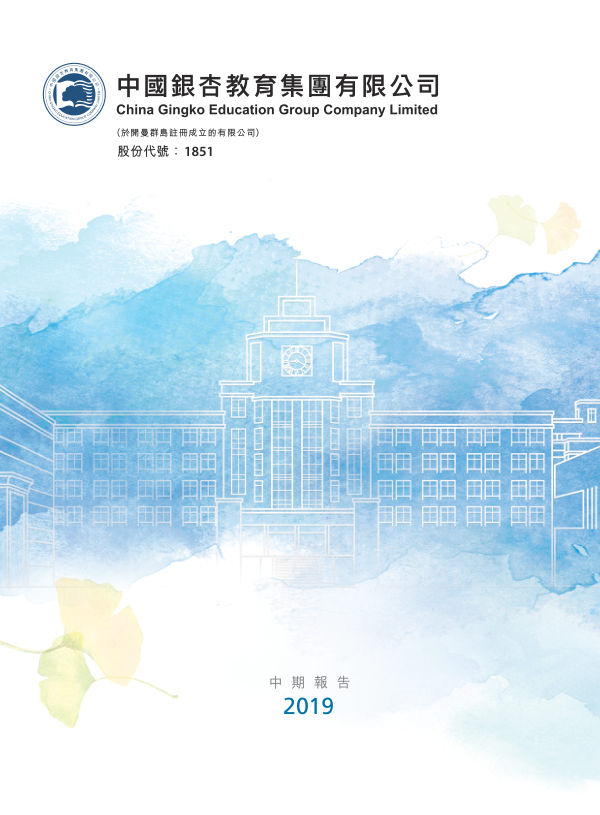 中國銀杏教育集團有限公司
China Gingko Education Group Company Limited
(於開曼群島註冊成立的有限公司)
股份代號：1851
中期報告
2019